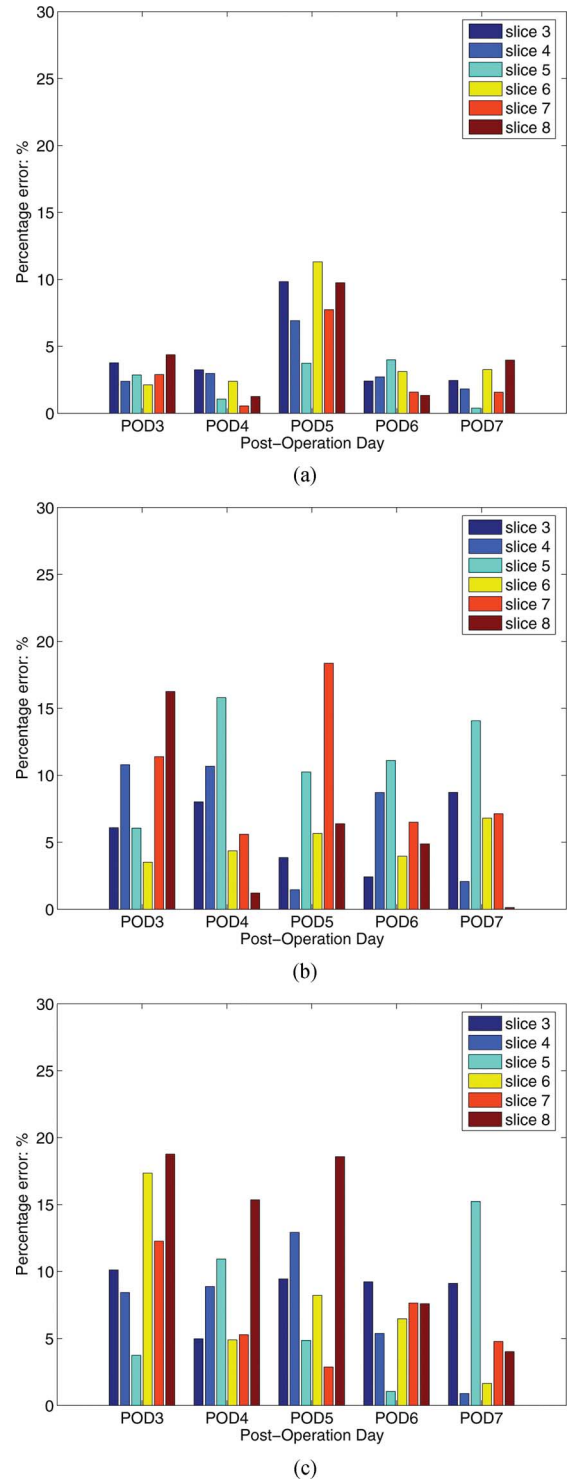 30
25
20
15
10
5
0
Percentage error: %
slice 3
slice 4
slice 5
slice 6
slice 7
slice 8
POD3 POD4 POD5 POD6 POD7
Post-Operation Day
(a)
30
25
20
15
10
5
0
Percentage error: %
slice 3
slice 4
slice 5
slice 6
slice 7
slice 8
POD3 POD4 POD5 POD6 POD7
Post-Operation Day
(b)
30
25
20
15
10
5
0
Percentage error: %
slice 3
slice 4
slice 5
slice 6
slice 7
slice 8
POD3 POD4 POD5 POD6 POD7
Post-Operation Day
(c)